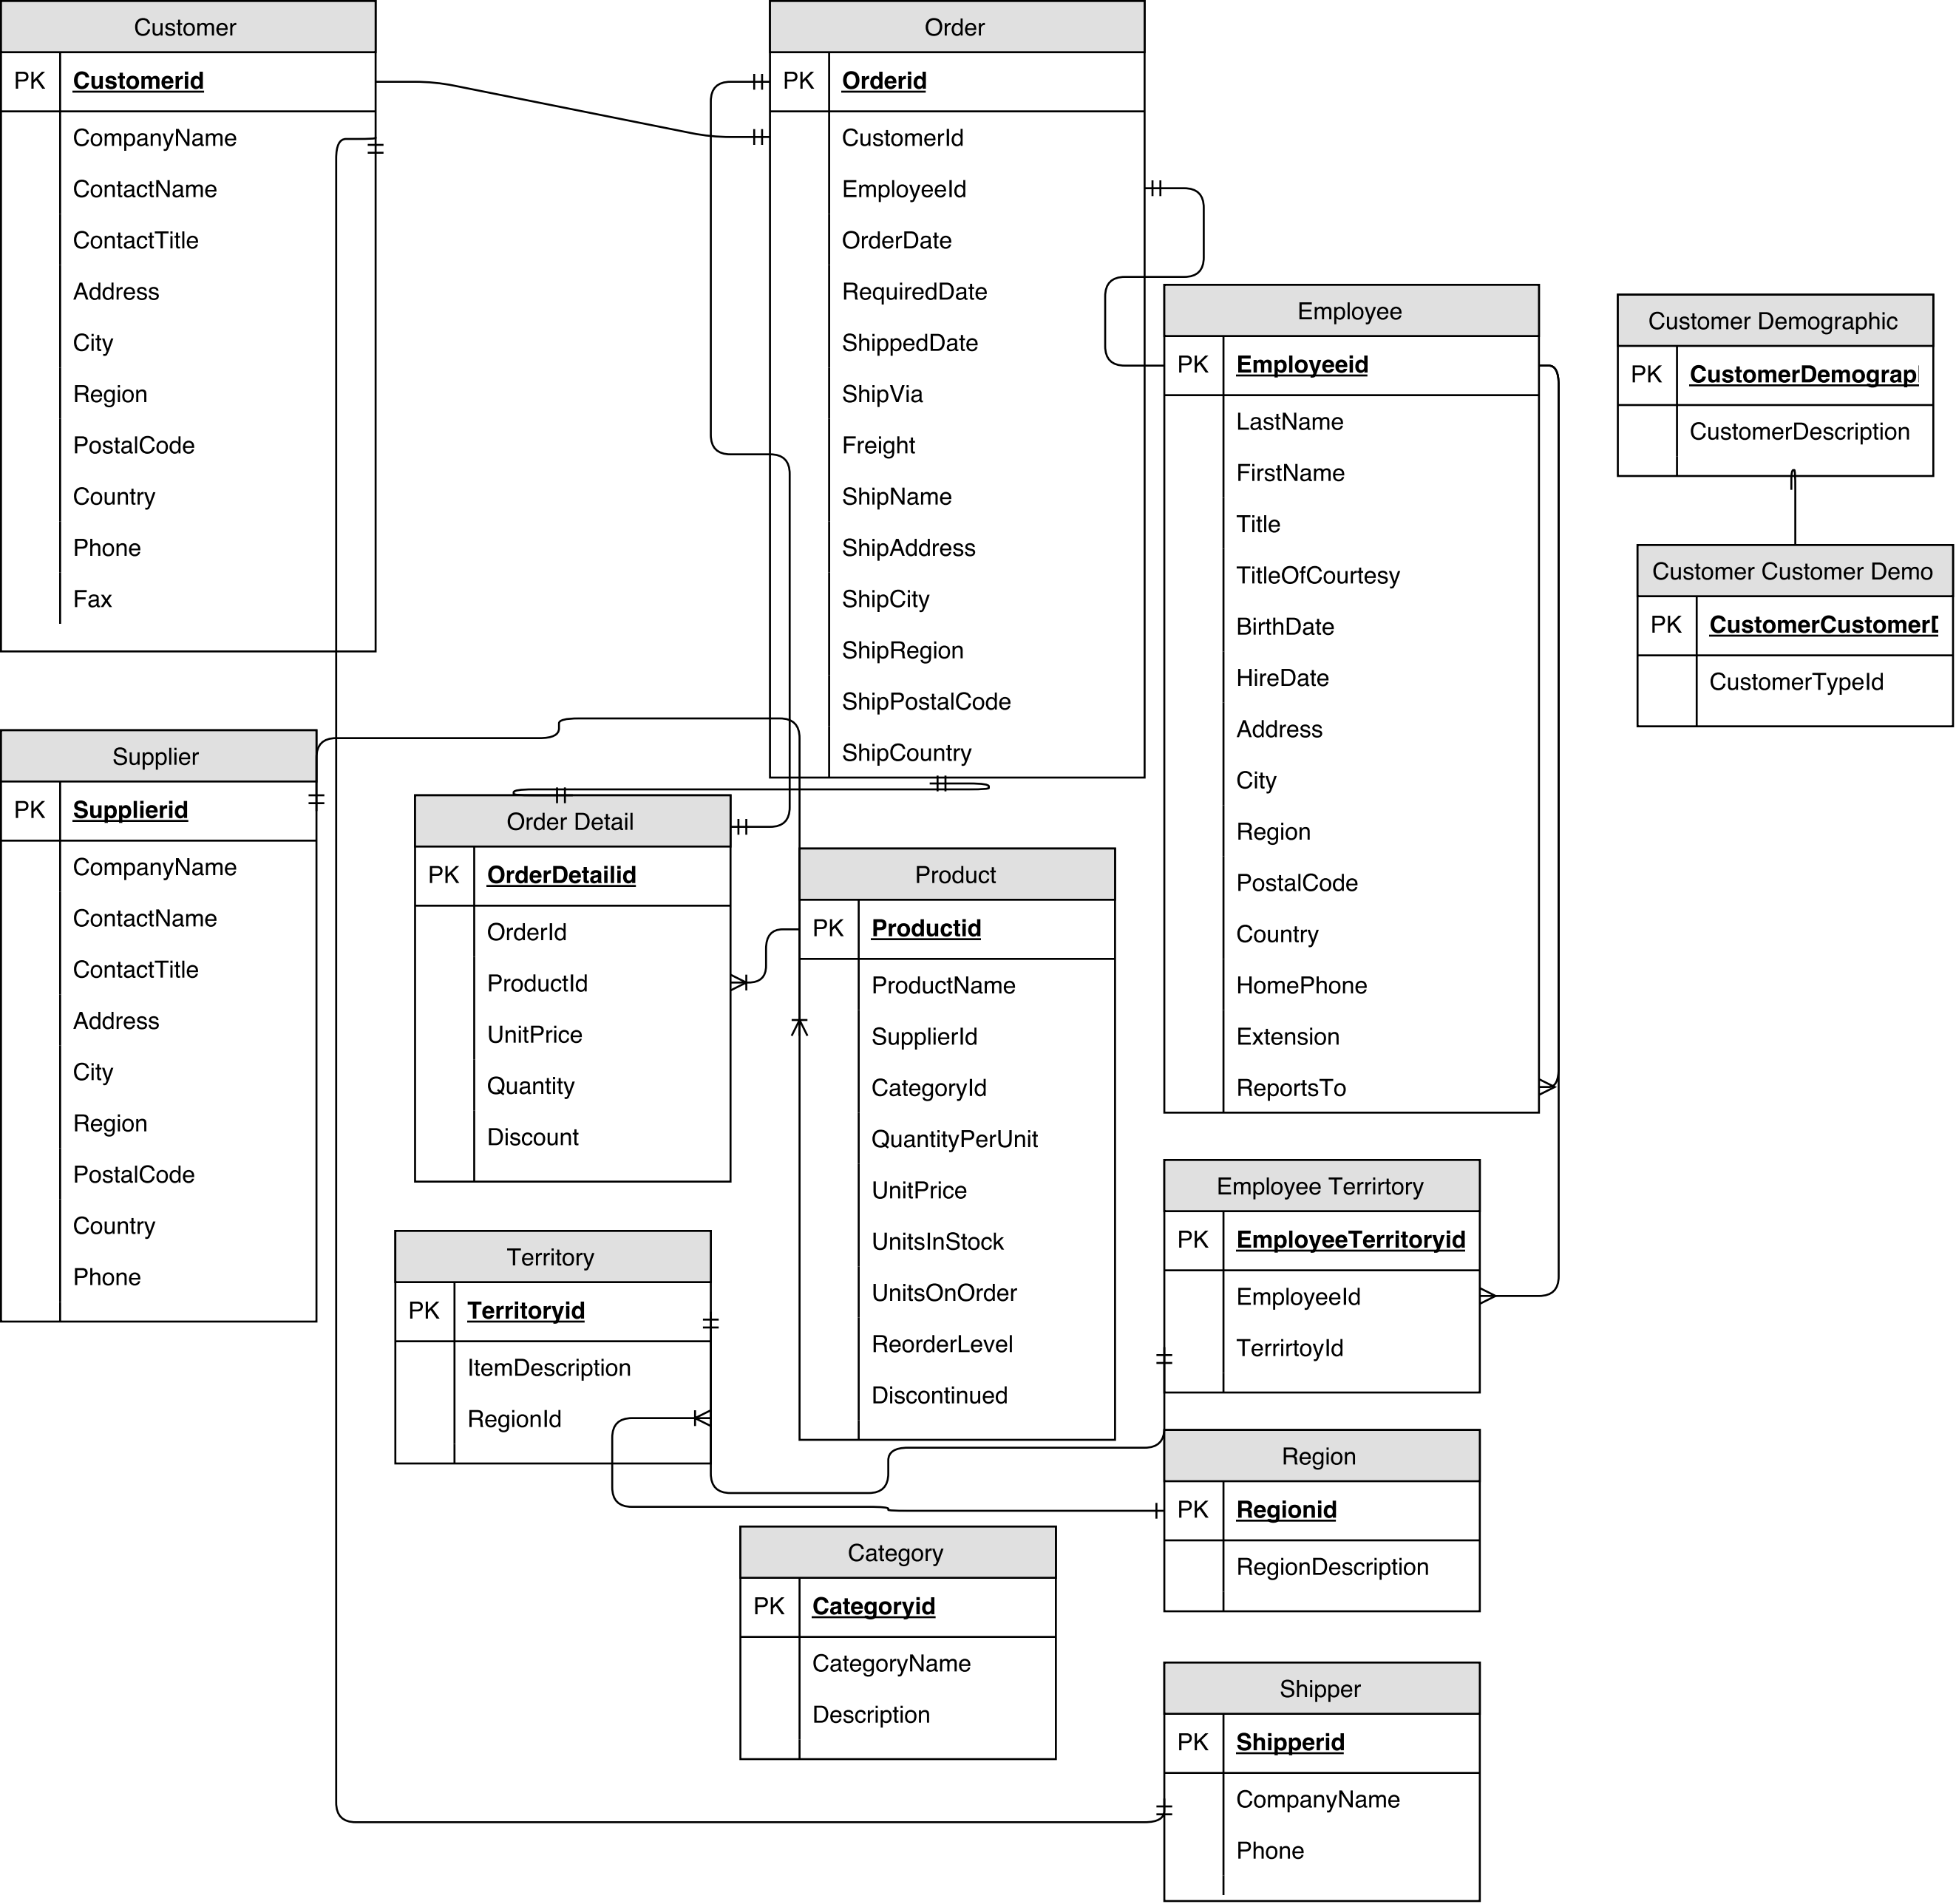 Customer
PK Customerid
CompanyName
ContactName
ContactTitle
Address
City
Region
PostalCode
Country
Phone
Fax
Order
PK Orderid
CustomerId
EmployeeId
OrderDate
RequiredDate
ShippedDate
ShipVia
Freight
ShipName
ShipAddress
ShipCity
ShipRegion
ShipPostalCode
ShipCountry
Employee
PK Employeeid
LastName
FirstName
Title
TitleOfCourtesy
BirthDate
HireDate
Address
City
Region
PostalCode
Country
HomePhone
Extension
ReportsTo
Customer Demographic
PK CustomerDemograp
CustomerDescription
Customer Customer Demo
PK CustomerCustomer
CustomerTypeId
Supplier
PK Supplierid
CompanyName
ContactName
ContactTitle
Address
City
Region
PostalCode
Country
Phone
Order Detail
PK OrderDetailid
OrderId
ProductId
UnitPrice
Quantity
Discount
Product
PK Productid
ProductName
SupplierId
CategoryId
QuantityPerUnit
UnitPrice
UnitsInStock
UnitsOnOrder
ReorderLevel
Discontinued
Employee Terrirtory
PK EmployeeTerritoryid
EmployeeId
TerrirtoyId
Territory
PK Territoryid
ItemDescription
RegionId
Region
PK Regionid
RegionDescription
Category
PK Categoryid
CategoryName
Description
Shipper
PK Shipperid
CompanyName
Phone